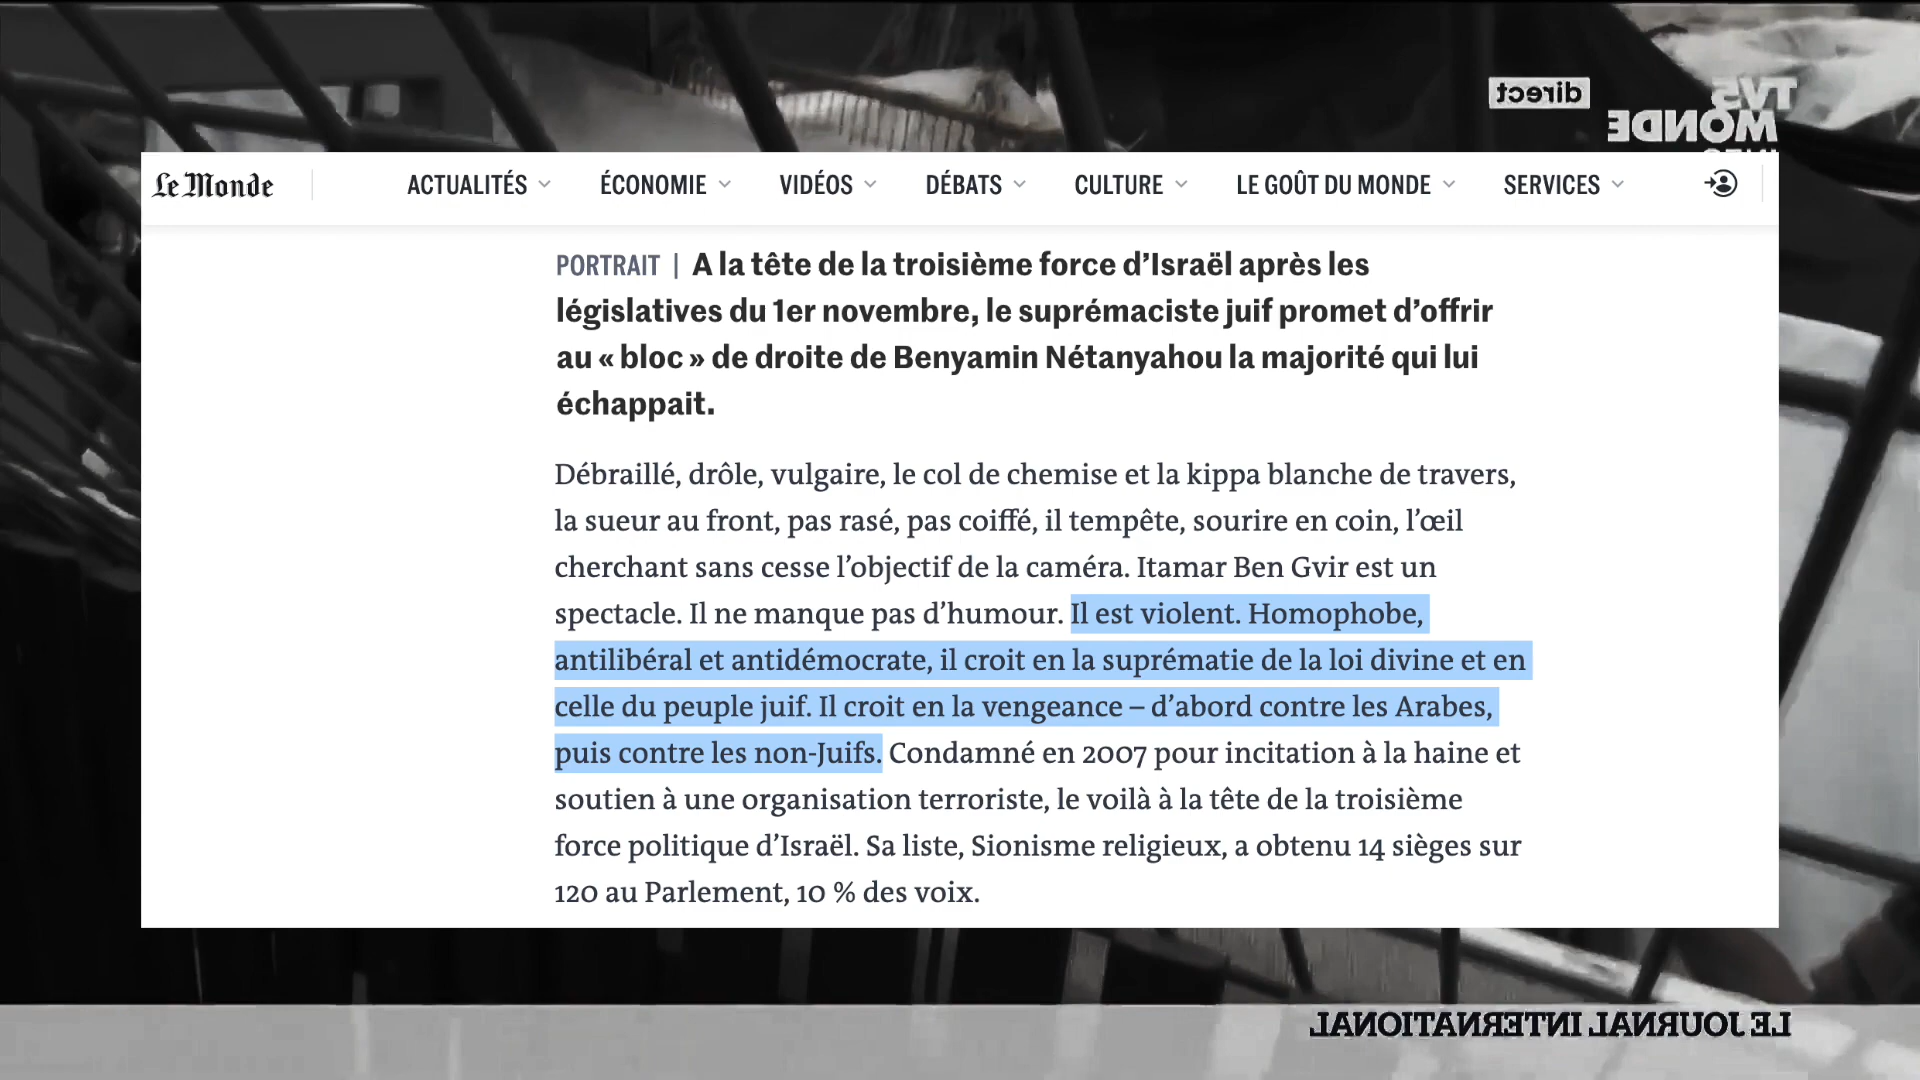 direct
TV5
MONDE
Le Monde
ACTUALITÉS
ÉCONOMIE
VIDÉOS
DÉBATS
CULTURE
LE GOÛT DU MONDE
SERVICES
PORTRAIT | A la tête de la troisième force d’Israël après les
législatives du 1er novembre, le suprémaciste juif promet d’offrir
au « bloc » de droite de Benyamin Nétanyahou la majorité qui lui
échappait.
Débraillé, drôle, vulgaire, le col de chemise et la kippa blanche de travers,
la sueur au front, pas rasé, pas coiffé, il tempête, sourire en coin, l’œil
cherchant sans cesse l’objectif de la caméra. Itamar Ben Gvir est un
spectacle. Il ne manque pas d’humour. Il est violent. Homophobe,
antilibéral et antidémocrate, il croit en la suprématie de la loi divine et en
celle du peuple juif. Il croit en la vengeance – d’abord contre les Arabes,
puis contre les non-Juifs. Condamné en 2007 pour incitation à la haine et
soutien à une organisation terroriste, le voilà à la tête de la troisième
force politique d’Israël. Sa liste, Sionisme religieux, a obtenu 14 sièges sur
120 au Parlement, 10 % des voix.
LE JOURNAL INTERNATIONAL